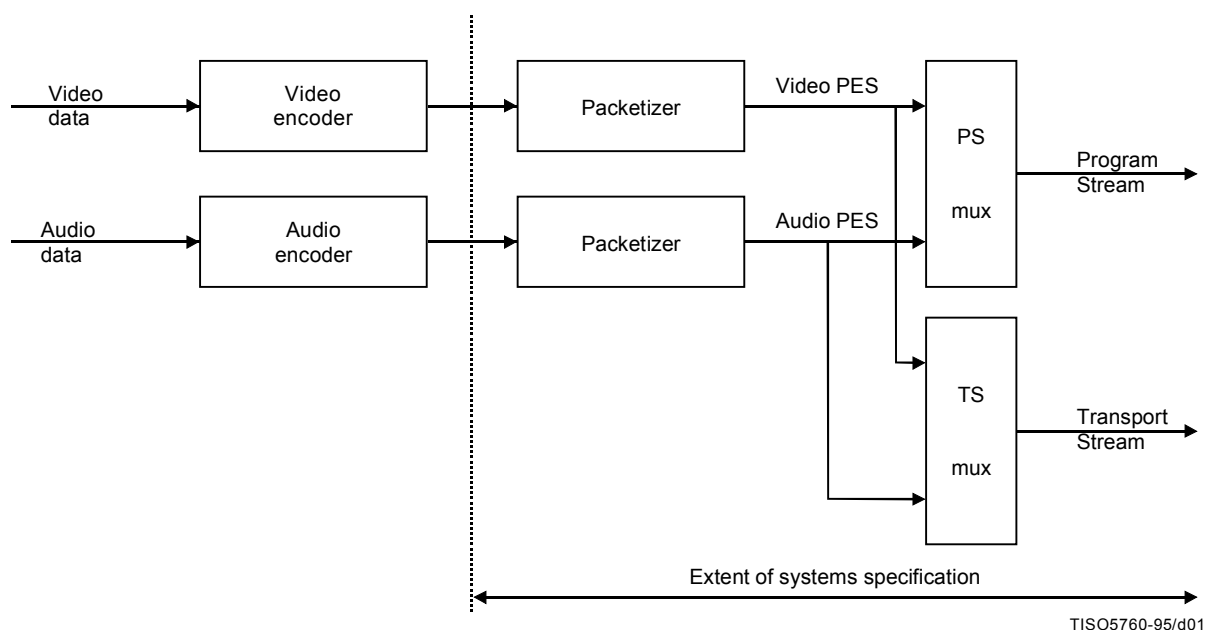 Video
data
Video
encoder
Packetizer
Video PES
PS
mux
Program
Stream
Audio
data
Audio
encoder
Packetizer
Audio PES
TS
mux
Transport
Stream
Extent of systems specification
TISO5760-95/d01